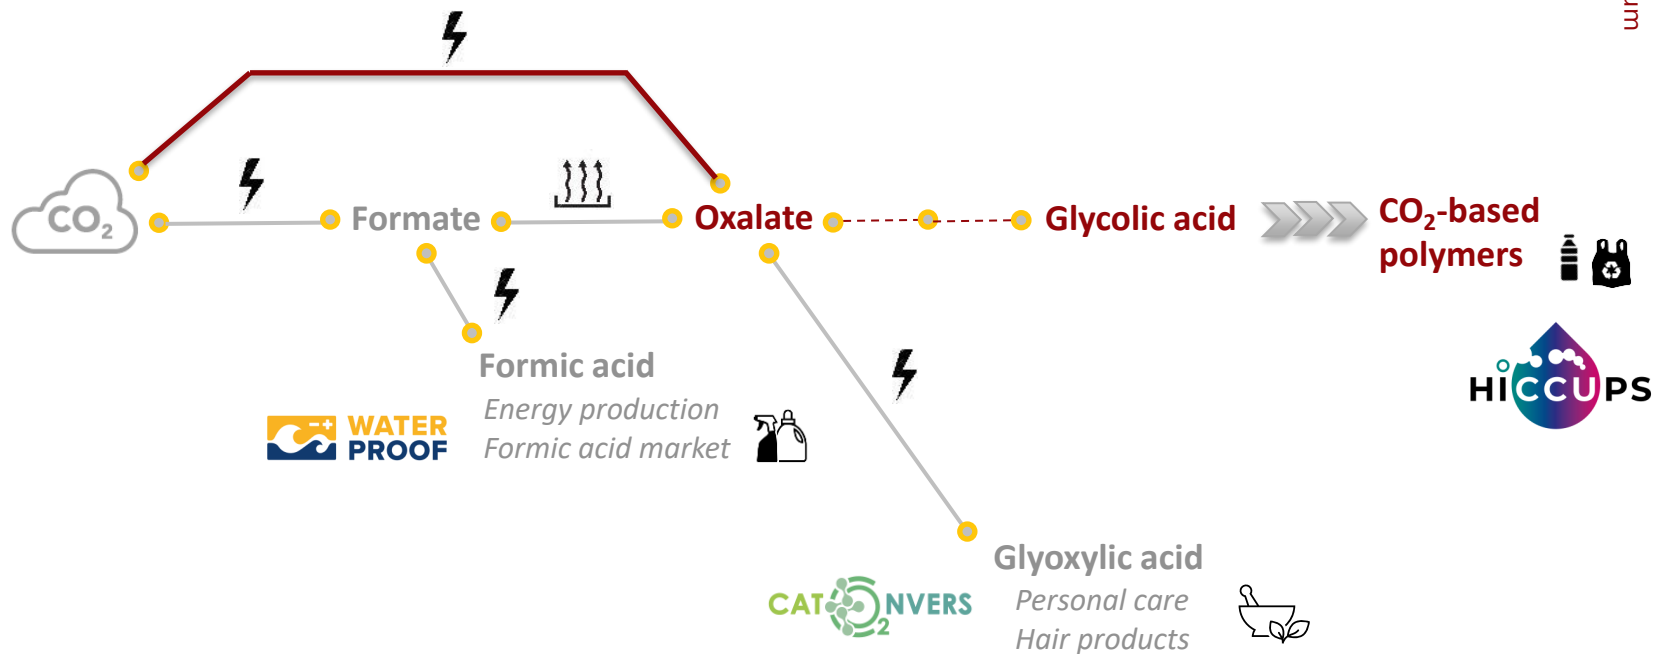 CO₂
Formate
Oxalate
Glycolic acid
CO₂-based
polymers
Formic acid
Energy production
Formic acid market
WATER
PROOF
HICCUPS
Glyoxylic acid
Personal care
Hair products
CATCO2NVERS